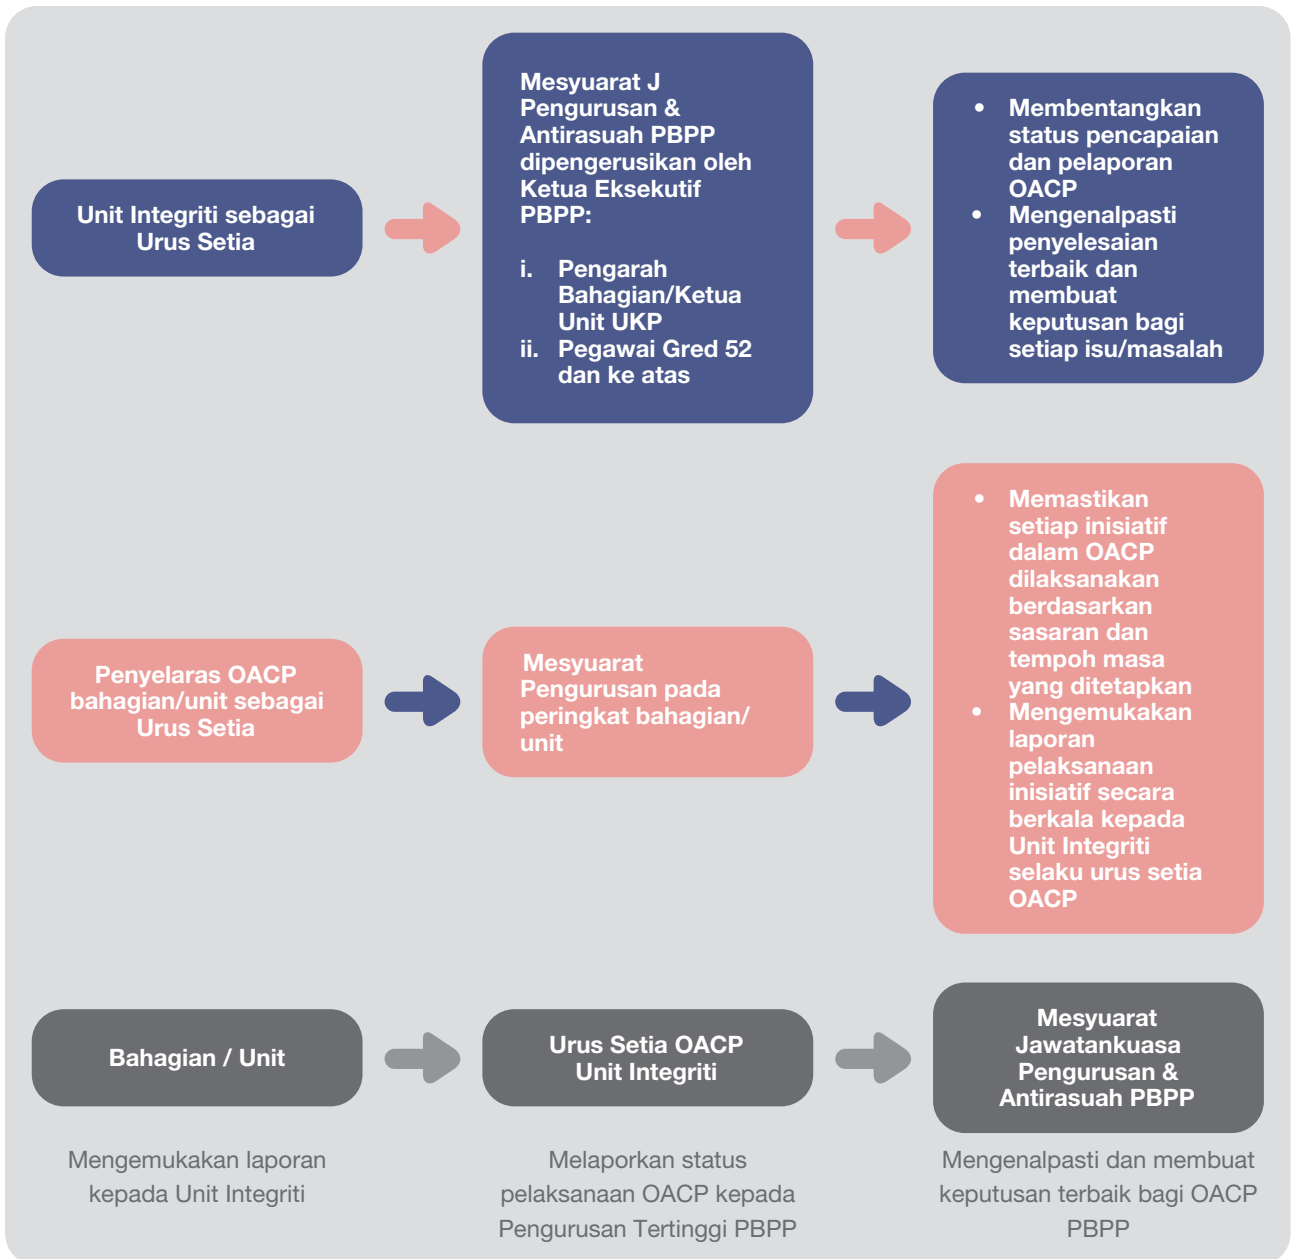 Unit Integriti sebagai
Urus Setia
Mesyuarat J
Pengurusan &
Antirasuah PBPP
dipengerusikan oleh
Ketua Eksekutif
PBPP:
i. Pengarah
Bahagian/Ketua
Unit UKP
ii. Pegawai Gred 52
dan ke atas
• Membentangkan
status pencapaian
dan pelaporan
OACP
• Mengenalpasti
penyelesaian
terbaik dan
membuat
keputusan bagi
setiap isu/masalah
Penyelaras OACP
bahagian/unit sebagai
Urus Setia
Mesyuarat
Pengurusan pada
peringkat bahagian/
unit
• Memastikan
setiap inisiatif
dalam OACP
dilaksanakan
berdasarkan
sasaran dan
tempoh masa
yang ditetapkan
• Mengemukakan
laporan
pelaksanaan
inisiatif secara
berkala kepada
Unit Integriti
selaku urus setia
OACP
Bahagian / Unit
Mengemukakan laporan
kepada Unit Integriti
Urus Setia OACP
Unit Integriti
Melaporkan status
pelaksanaan OACP kepada
Pengurusan Tertinggi PBPP
Mesyuarat
Jawatankuasa
Pengurusan &
Antirasuah PBPP
Mengenalpasti dan membuat
keputusan terbaik bagi OACP
PBPP